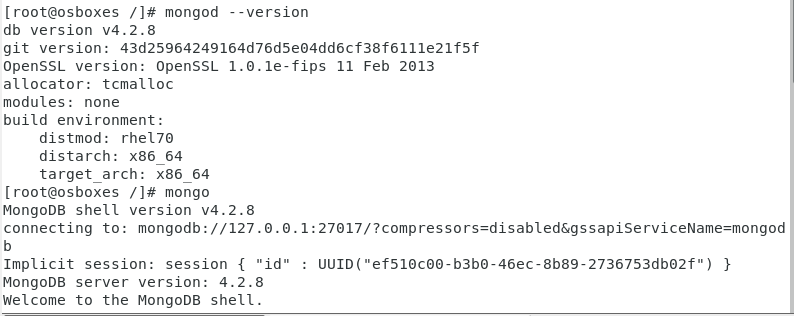 [root@osboxes /]# mongod --version
db version v4.2.8
git version: 43d25964249164d76d5e04dd6cf38f6111e21f5f
OpenSSL version: OpenSSL 1.0.1e-fips 11 Feb 2013
allocator: tcmalloc
modules: none
build environment:
    distmod: rhel70
    distarch: x86_64
    target_arch: x86_64
[root@osboxes /]# mongo
MongoDB shell version v4.2.8
connecting to: mongodb://127.0.0.1:27017/?compressors=disabled&gssapiServiceName=mongod
b
Implicit session: session { "id" : UUID("ef510c00-b3b0-46ec-8b89-2736753db02f") }
MongoDB server version: 4.2.8
Welcome to the MongoDB shell.